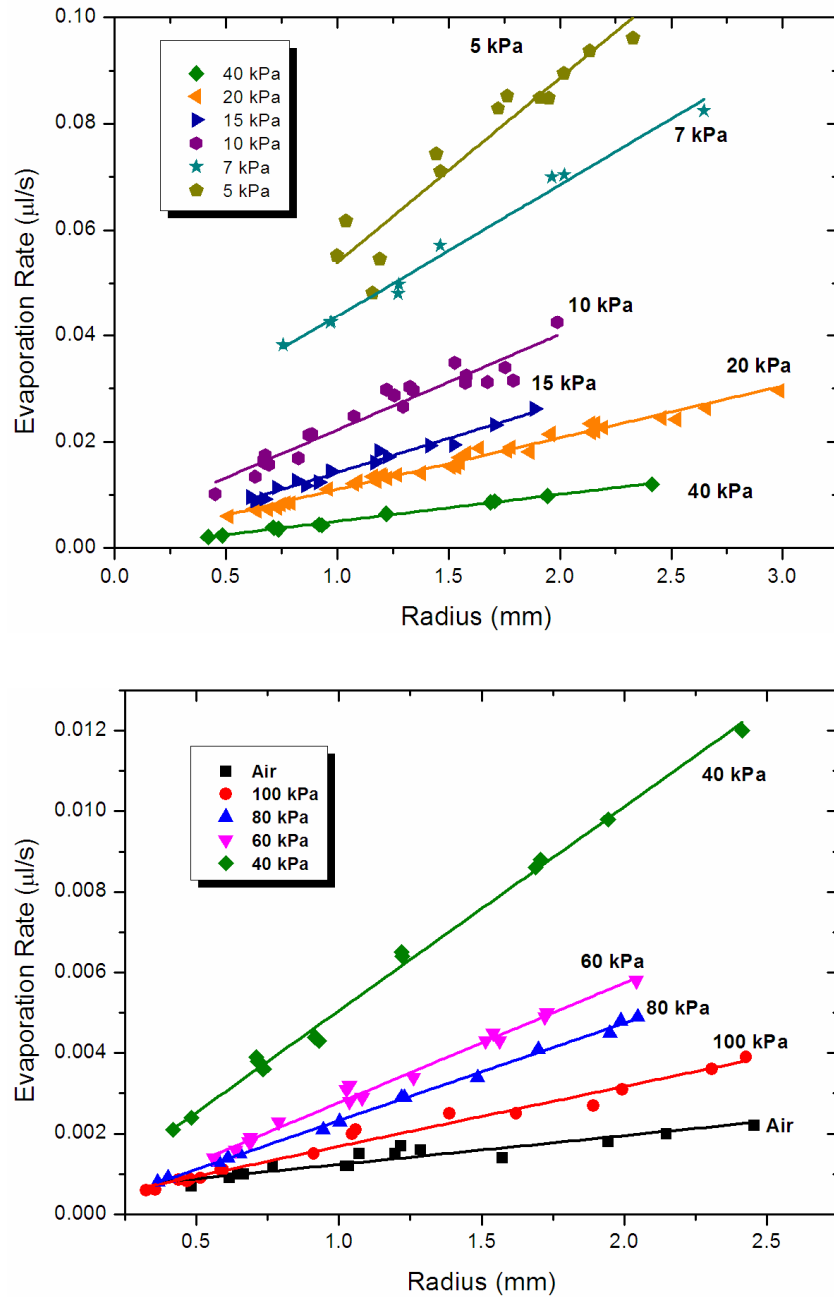 0.10
5 kPa
40 kPa
20 kPa
15 kPa
10 kPa
7 kPa
5 kPa
0.08
7 kPa
0.06
Evaporation Rate (μl/s)
0.04
10 kPa
20 kPa
15 kPa
0.02
40 kPa
0.00
0.0 0.5 1.0 1.5 2.0 2.5 3.0
Radius (mm)
0.012
Air
100 kPa
80 kPa
60 kPa
40 kPa
40 kPa
0.010
0.008
Evaporation Rate (μl/s)
0.006
60 kPa
80 kPa
0.004
100 kPa
0.002
Air
0.000
0.5 1.0 1.5 2.0 2.5
Radius (mm)